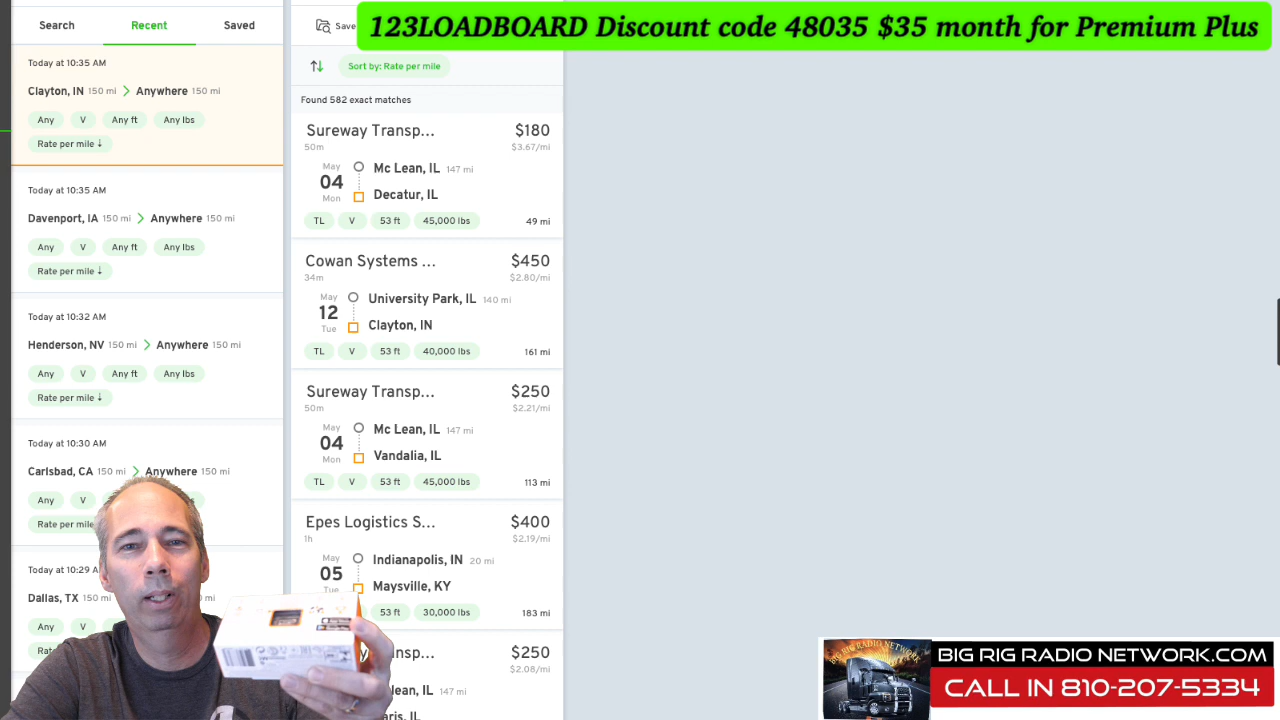 123LOADBOARD Discount code 48035 $35 month for Premium Plus
Search Recent Saved
Today at 10:35 AM
Clayton, IN 150 mi Anywhere 150 mi
Any V Any ft Any lbs
Rate per mile ↓
Today at 10:35 AM
Davenport, IA 150 mi Anywhere 150 mi
Any V Any ft Any lbs
Rate per mile ↓
Today at 10:32 AM
Henderson, NV 150 mi Anywhere 150 mi
Any V Any ft Any lbs
Rate per mile ↓
Today at 10:30 AM
Carlsbad, CA 150 mi Anywhere 150 mi
Any V
Rate per mile
Today at 10:29 AM
Dallas, TX 150 mi
Any
Save
Sort by: Rate per mile
Found 582 exact matches
Sureway Transp... $180
50m $3.67/mi
May 04 Mon
Mc Lean, IL 147 mi
Decatur, IL
TL V 53 ft 45,000 lbs 49 mi
Cowan Systems ... $450
34m $2.80/mi
May 12 Tue
University Park, IL 140 mi
Clayton, IN
TL V 53 ft 40,000 lbs 161 mi
Sureway Transp... $250
50m $2.21/mi
May 04 Mon
Mc Lean, IL 147 mi
Vandalia, IL
TL V 53 ft 45,000 lbs 113 mi
Epes Logistics S... $400
1h $2.19/mi
May 05 Tue
Indianapolis, IN 20 mi
Maysville, KY
53 ft 30,000 lbs 183 mi
$250
$2.08/mi
147 mi
BIG RIG RADIO NETWORK
BIG RIG RADIO NETWORK.COM
CALL IN 810-207-5334